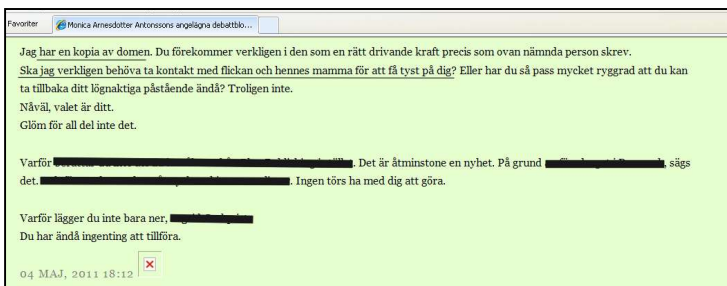 Favoriter
Monica Arnesdotter Antonssons angelägna debattblo...
Jag har en kopia av domen. Du förekommer verkligen i den som en rätt drivande kraft precis som ovan nämnda person skrev.
Ska jag verkligen behöva ta kontakt med flickan och hennes mamma för att få tyst på dig? Eller har du så pass mycket ryggrad att du kan
ta tillbaka ditt lögnaktiga påstående ändå? Troligen inte.
Nåväl, valet är ditt.
Glöm för all del inte det.
Varför . Det är åtminstone en nyhet. På grund , sägs
det. . Ingen törs ha med dig att göra.
Varför lägger du inte bara ner,
Du har ändå ingenting att tillföra.
04 MAJ, 2011 18:12